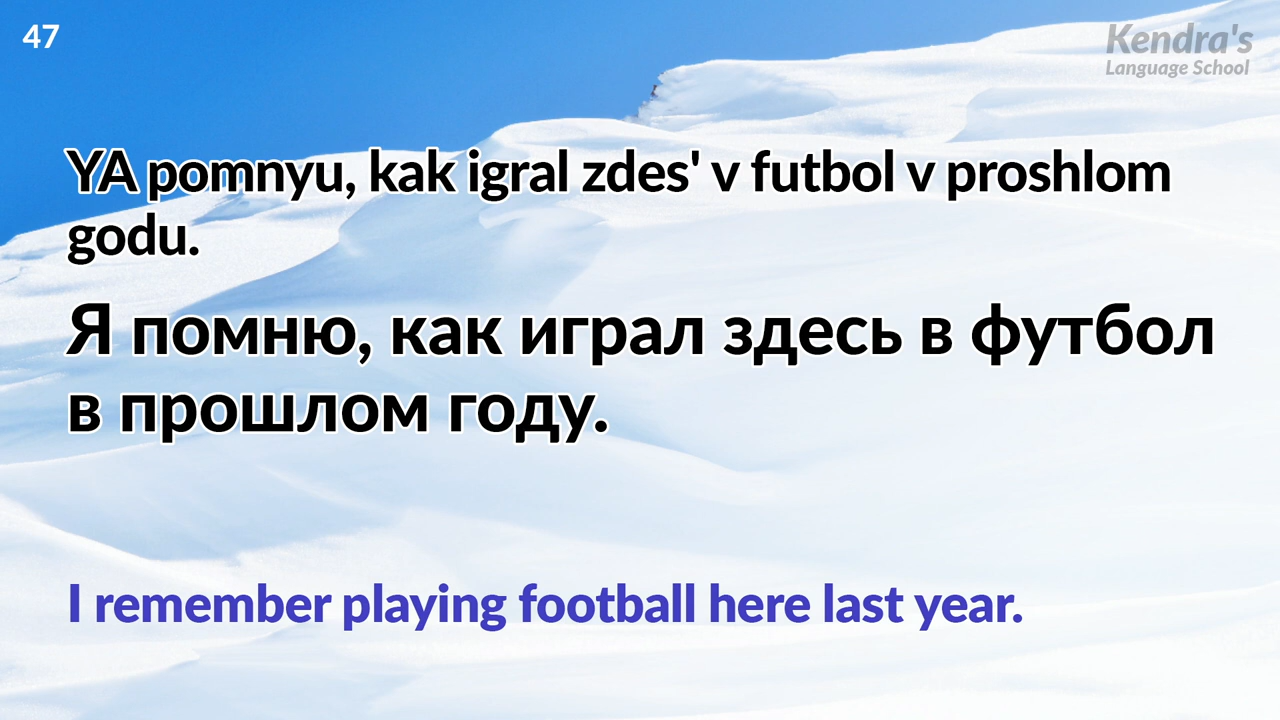 47
Kendra's
Language School
YA pomnyu, kak igral zdes' v futbol v proshlom
godu.
Я помню, как играл здесь в футбол
в прошлом году.
I remember playing football here last year.